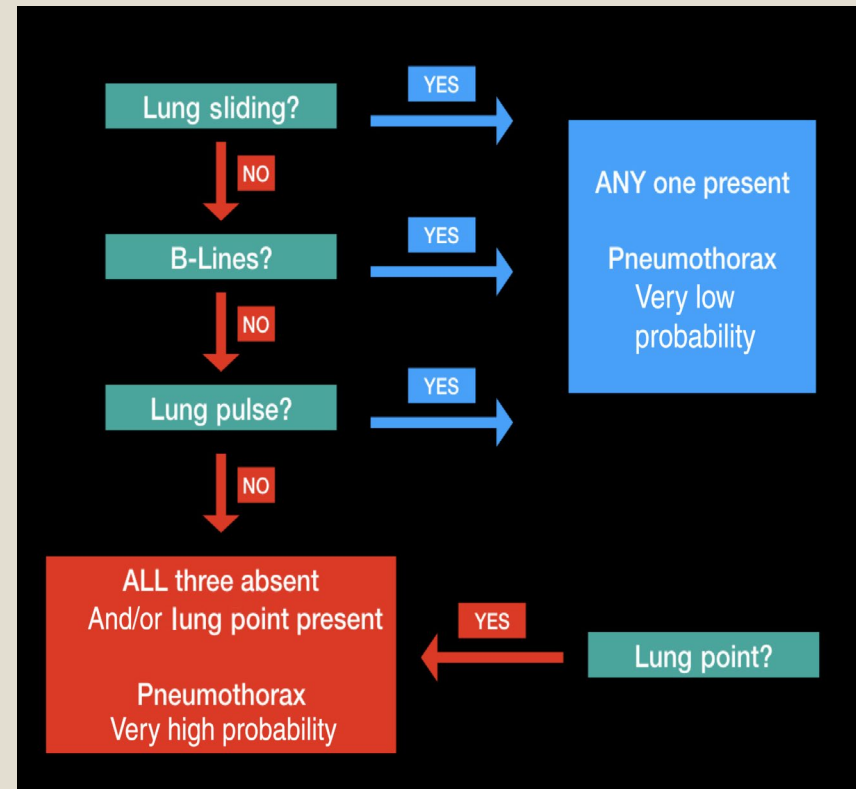 Lung sliding?
YES
NO
B-Lines?
YES
NO
Lung pulse?
YES
NO
ANY one present
Pneumothorax
Very low
probability
ALL three absent
And/or lung point present
Pneumothorax
Very high probability
YES
Lung point?